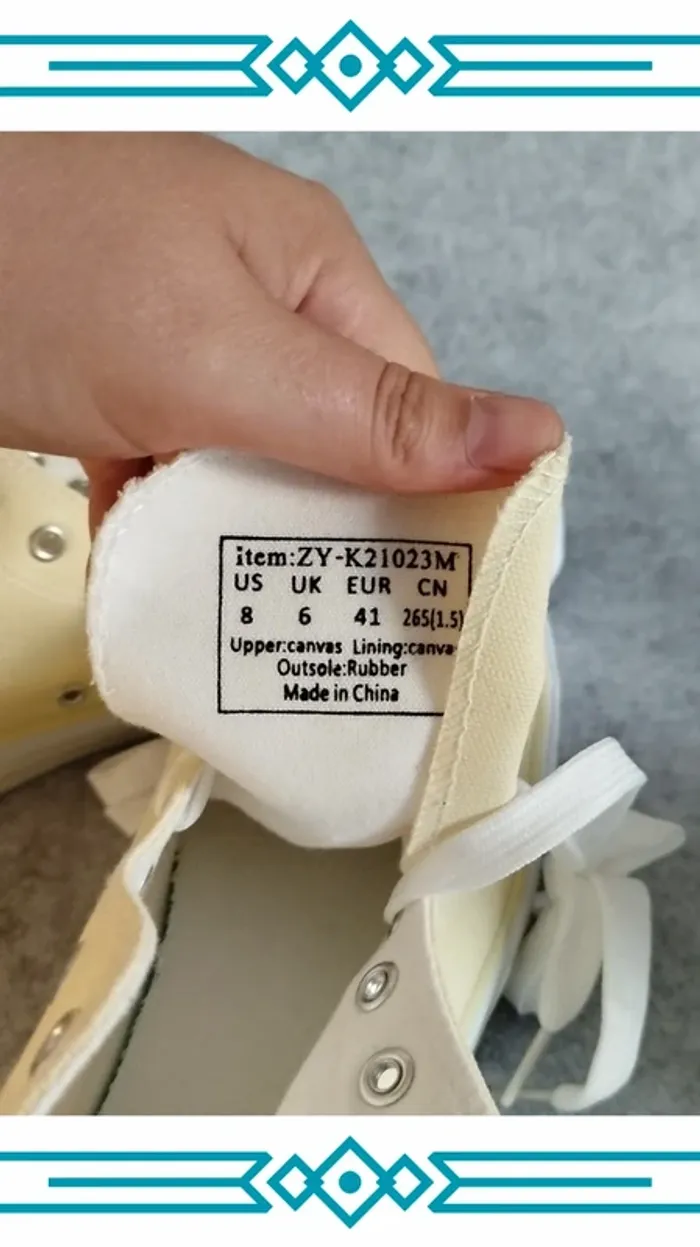 item:ZY-K21023M
US UK EUR CN
8 6 41 265(1.5)
Upper:canvas Lining:canva
Outsole:Rubber
Made in China